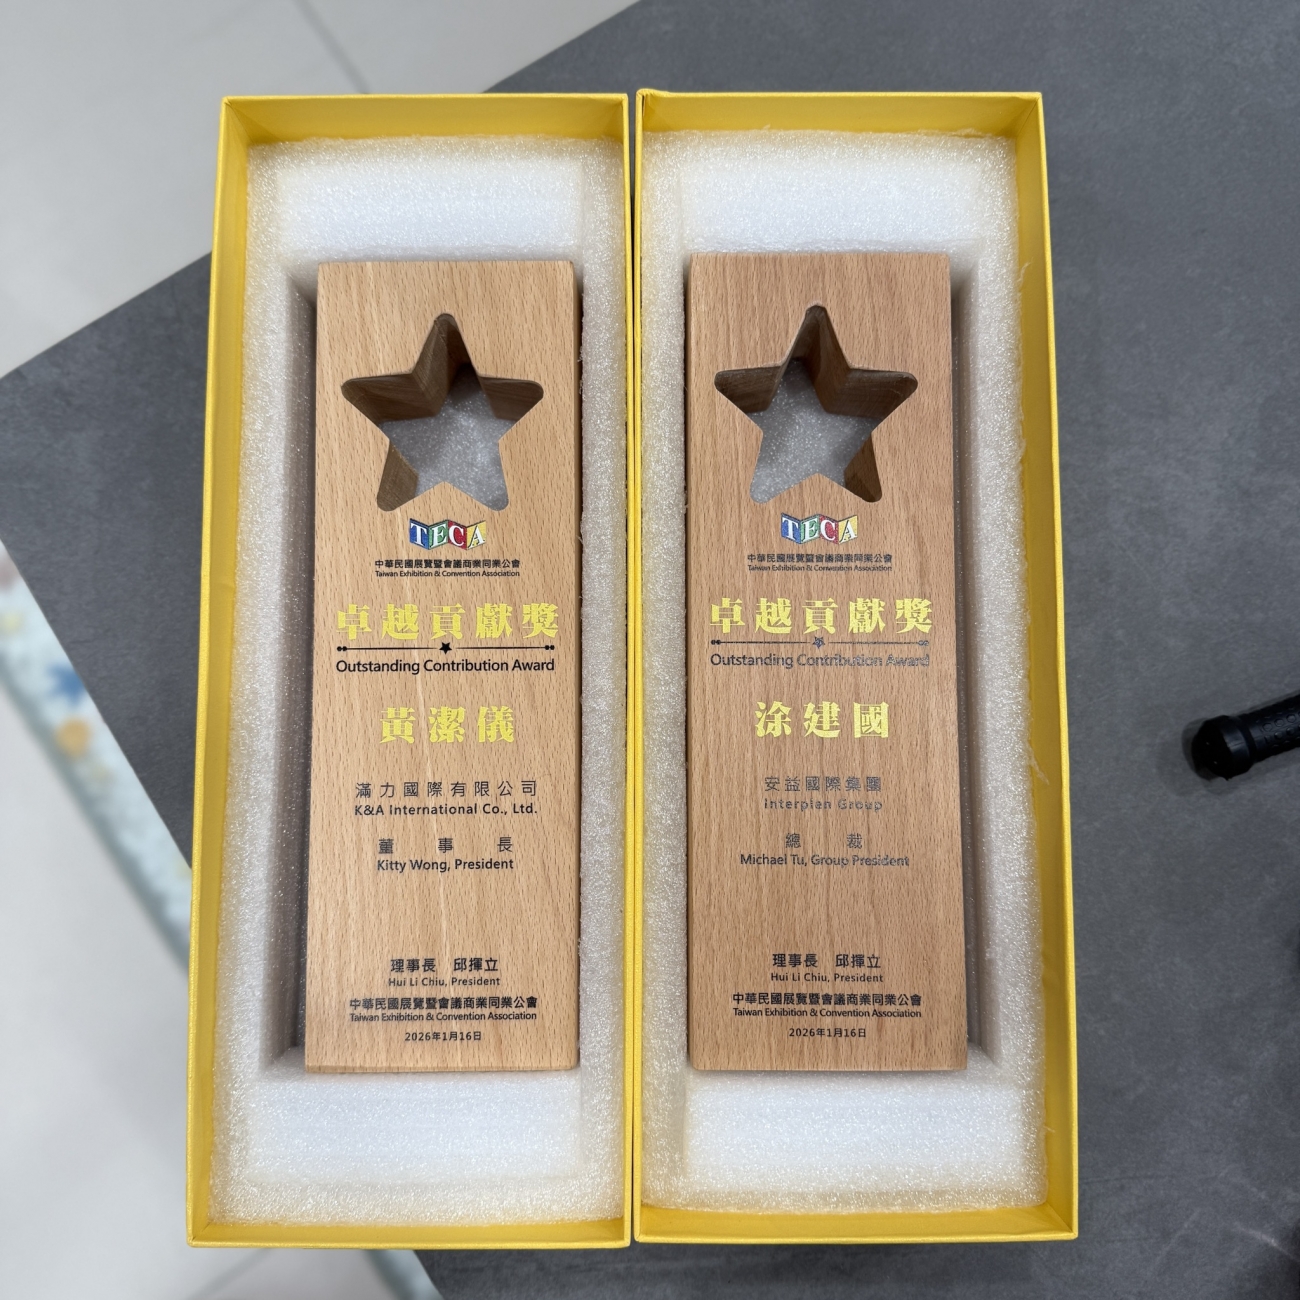 TECA
中華民國展覽暨會議商業同業公會
Taiwan Exhibition & Convention Association
卓越貢獻獎
Outstanding Contribution Award
黃潔儀
滿力國際有限公司
K&A International Co., Ltd.
董事長
Kitty Wong, President
理事長 邱揮立
Hui Li Chiu, President
中華民國展覽暨會議商業同業公會
Taiwan Exhibition & Convention Association
2026年1月16日
TECA
中華民國展覽暨會議商業同業公會
Taiwan Exhibition & Convention Association
卓越貢獻獎
Outstanding Contribution Award
涂建國
安益國際集團
Interplan Group
總裁
Michael Tu, Group President
理事長 邱揮立
Hui Li Chiu, President
中華民國展覽暨會議商業同業公會
Taiwan Exhibition & Convention Association
2026年1月16日